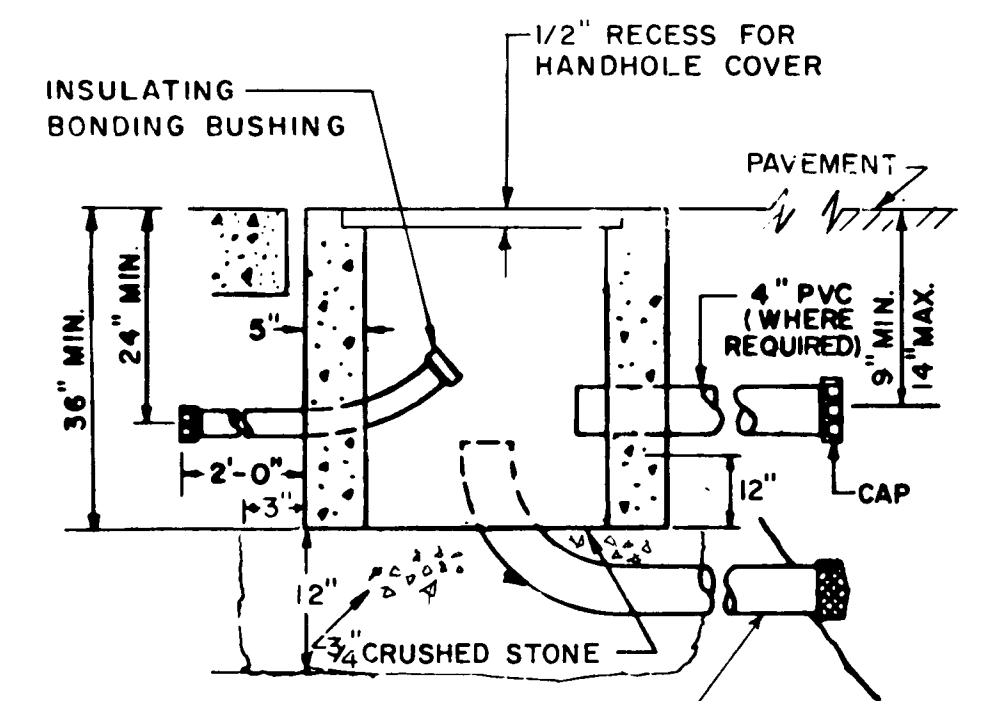 1/2" RECESS FOR
HANDHOLE COVER
INSULATING
BONDING BUSHING
PAVEMENT
36" MIN.
24" MIN.
5"
4" PVC
(WHERE
REQUIRED)
9" MIN.
14" MAX.
2'-0"
3"
12"
CAP
12"
3/4" CRUSHED STONE